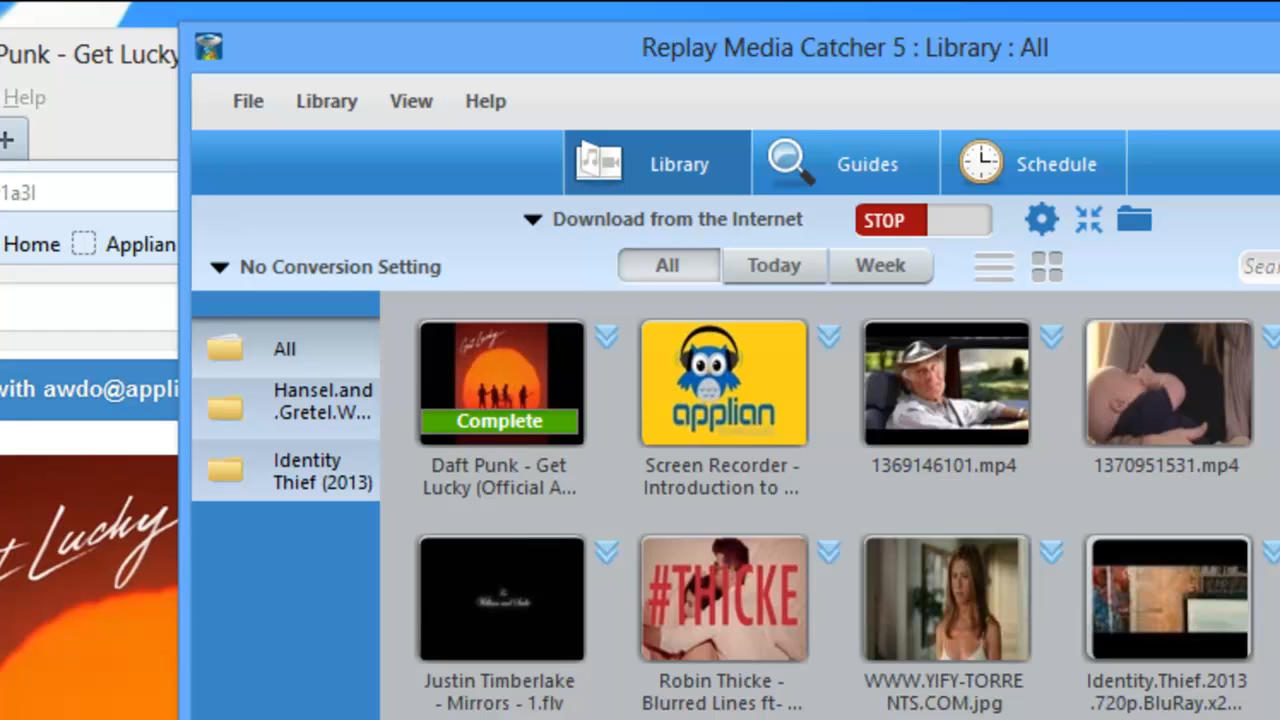 Punk - Get Lucky
Replay Media Catcher 5 : Library : All
Help
File Library View Help
+
Library Guides Schedule
1a3l
Download from the Internet STOP
Home Applian
No Conversion Setting All Today Week Sear
All
Hansel.and
.Gretel.W...
Identity
Thief (2013)
with awdo@appli
Get Lucky
Complete
applian
Daft Punk - Get
Lucky (Official A...
Screen Recorder -
Introduction to ...
1369146101.mp4
1370951531.mp4
t Lucky
#THICKE
Justin Timberlake
- Mirrors - 1.flv
Robin Thicke -
Blurred Lines ft- ...
WWW.YIFY-TORRE
NTS.COM.jpg
Identity.Thief.2013
.720p.BluRay.x2...